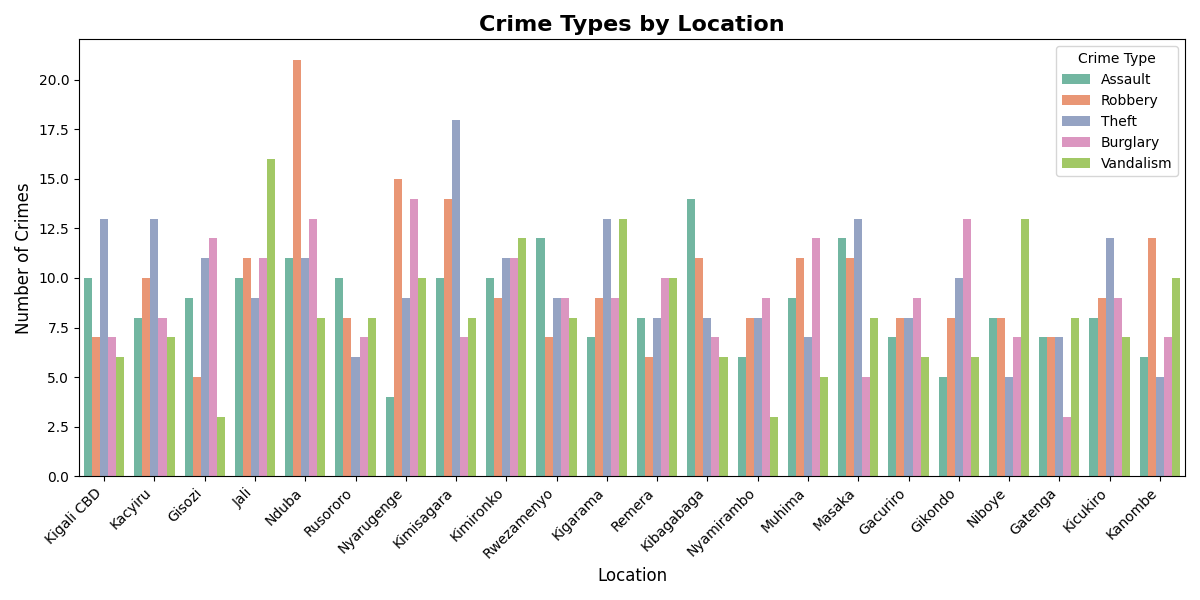 Crime Types by Location
Number of Crimes
20.0
17.5
15.0
12.5
10.0
7.5
5.0
2.5
0.0
Crime Type
Assault
Robbery
Theft
Burglary
Vandalism
Kigali CBD
Kacyiru
Gisozi
Jali
Nduba
Rusororo
Nyarugenge
Kimisagara
Kimironko
Rwezamenyo
Kigarama
Remera
Kibagabaga
Nyamirambo
Muhima
Masaka
Gacuriro
Gikondo
Niboye
Gatenga
Kicukiro
Kanombe
Location